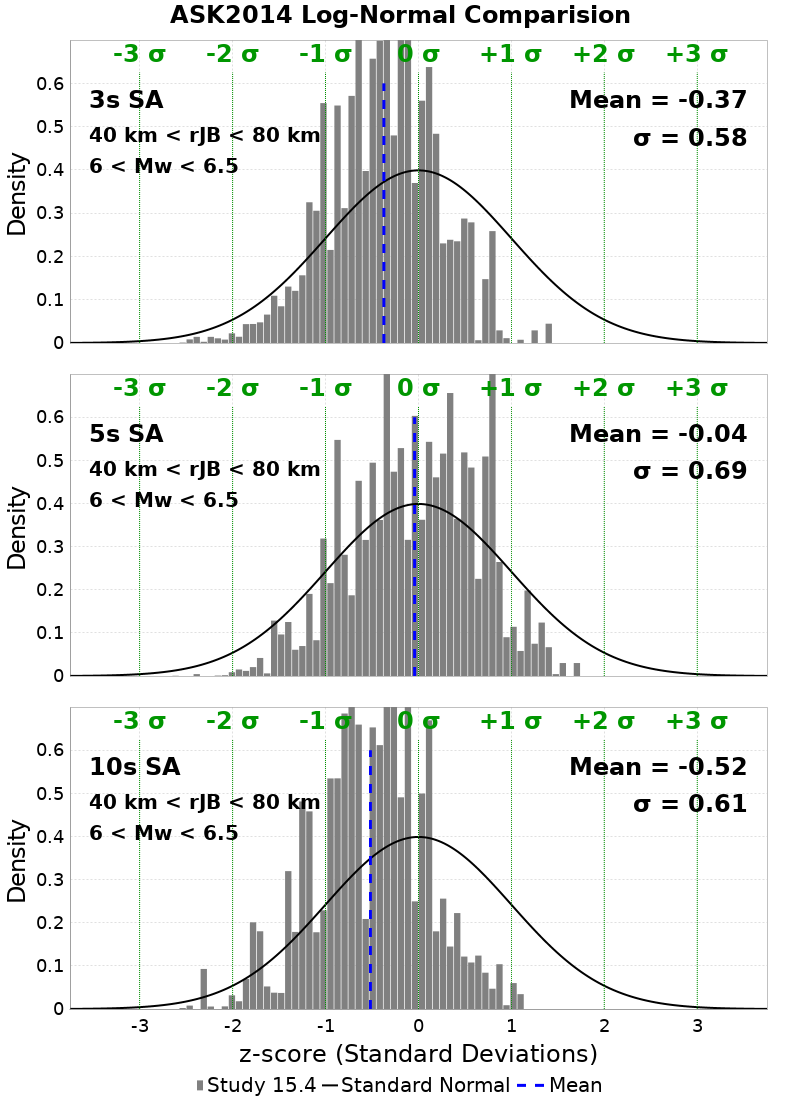 ASK2014 Log-Normal Comparision
-3 σ -2 σ -1 σ 0 σ +1 σ +2 σ +3 σ
3s SA
Mean = -0.37
40 km < rJB < 80 km
σ = 0.58
6 < Mw < 6.5
Density
0.6
0.5
0.4
0.3
0.2
0.1
0
-3 σ -2 σ -1 σ 0 σ +1 σ +2 σ +3 σ
5s SA
Mean = -0.04
40 km < rJB < 80 km
σ = 0.69
6 < Mw < 6.5
Density
0.6
0.5
0.4
0.3
0.2
0.1
0
-3 σ -2 σ -1 σ 0 σ +1 σ +2 σ +3 σ
10s SA
Mean = -0.52
40 km < rJB < 80 km
σ = 0.61
6 < Mw < 6.5
Density
0.6
0.5
0.4
0.3
0.2
0.1
0
-3 -2 -1 0 1 2 3
z-score (Standard Deviations)
Study 15.4 Standard Normal Mean